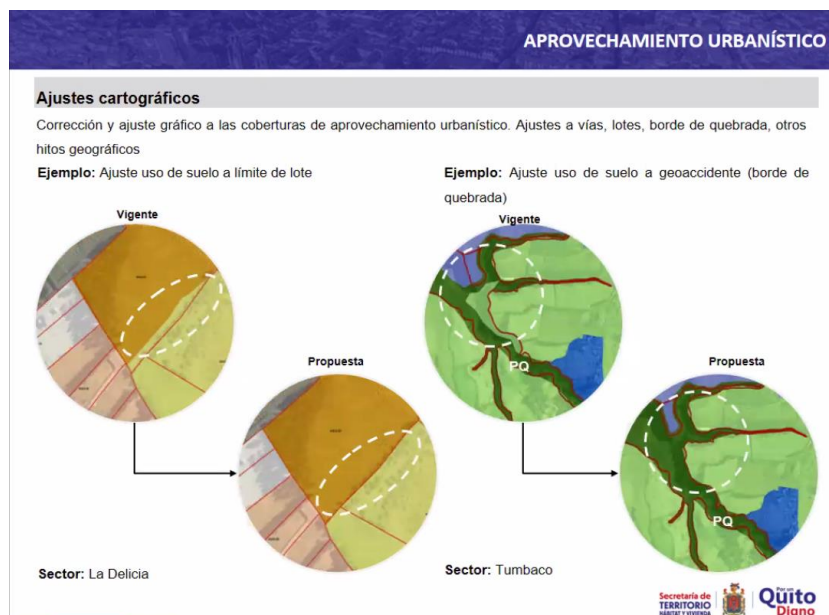 APROVECHAMIENTO URBANÍSTICO
Ajustes cartográficos
Corrección y ajuste gráfico a las coberturas de aprovechamiento urbanístico. Ajustes a vías, lotes, borde de quebrada, otros
hitos geográficos
Ejemplo: Ajuste uso de suelo a límite de lote
Vigente
Propuesta
Sector: La Delicia
Ejemplo: Ajuste uso de suelo a geoaccidente (borde de
quebrada)
Vigente
PQ
Propuesta
PQ
Sector: Tumbaco
Secretaría de
TERRITORIO
HÁBITAT Y VIVIENDA
Por un
Quito
Digno